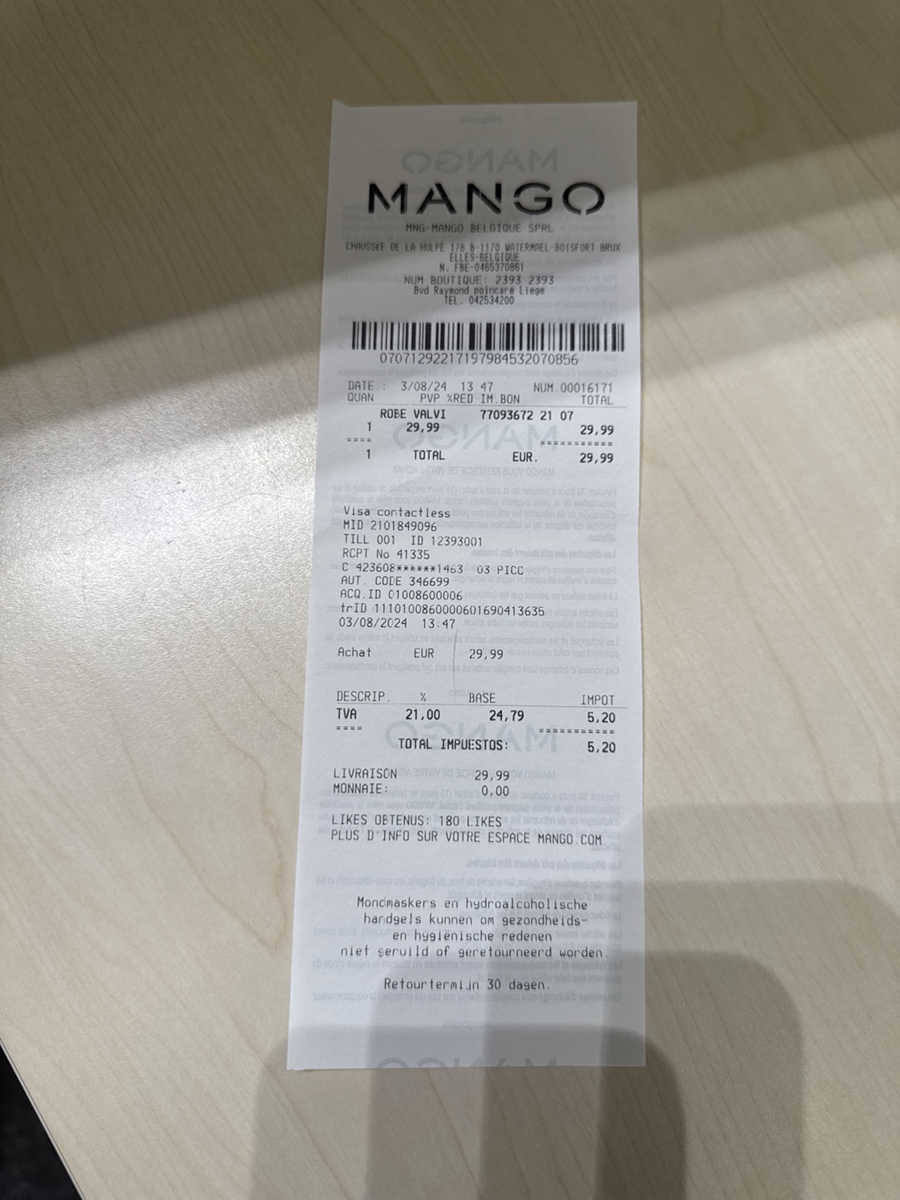 MANGO
MNG-MANGO BELGIQUE SPRL
CHAUSSÉE DE LA HULPE 178 B-1170 WATERMAEL-BOISFORT BRUX
ELLES-BELGIQUE
N. FBE-0465370861
NUM BOUTIQUE: 2393 2393
Bvd Raymond poincare Liege
TEL. 042534200
07071292217197984532070856
DATE : 3/08/24 13 47 NUM.00016171
QUAN PVP %RED IM.BON TOTAL
ROBE VALVI 77093672 21 07
1 29,99 29,99
==== ===========
1 TOTAL EUR. 29,99
Visa contactless
MID 2101849096
TILL 001 ID 12393001
RCPT No 41335
C 423608******1463 03 PICC
AUT. CODE 346699
ACQ.ID 01008600006
trID 1110100860000601690413635
03/08/2024 13:47
Achat EUR 29,99
DESCRIP. % BASE IMPOT
TVA 21,00 24,79 5,20
==== ===========
TOTAL IMPUESTOS: 5,20
LIVRAISON 29,99
MONNAIE: 0,00
LIKES OBTENUS: 180 LIKES
PLUS D'INFO SUR VOTRE ESPACE MANGO.COM
Mondmaskers en hydroalcoholische
handgels kunnen om gezondheids-
en hygiënische redenen
niet geruild of geretourneerd worden.
Retourtermijn 30 dagen.